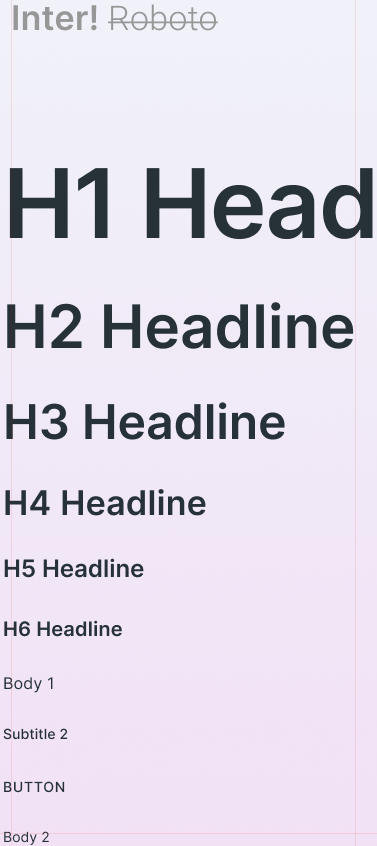 Inter! Roboto
H1 Head
H2 Headline
H3 Headline
H4 Headline
H5 Headline
H6 Headline
Body 1
Subtitle 2
BUTTON
Body 2